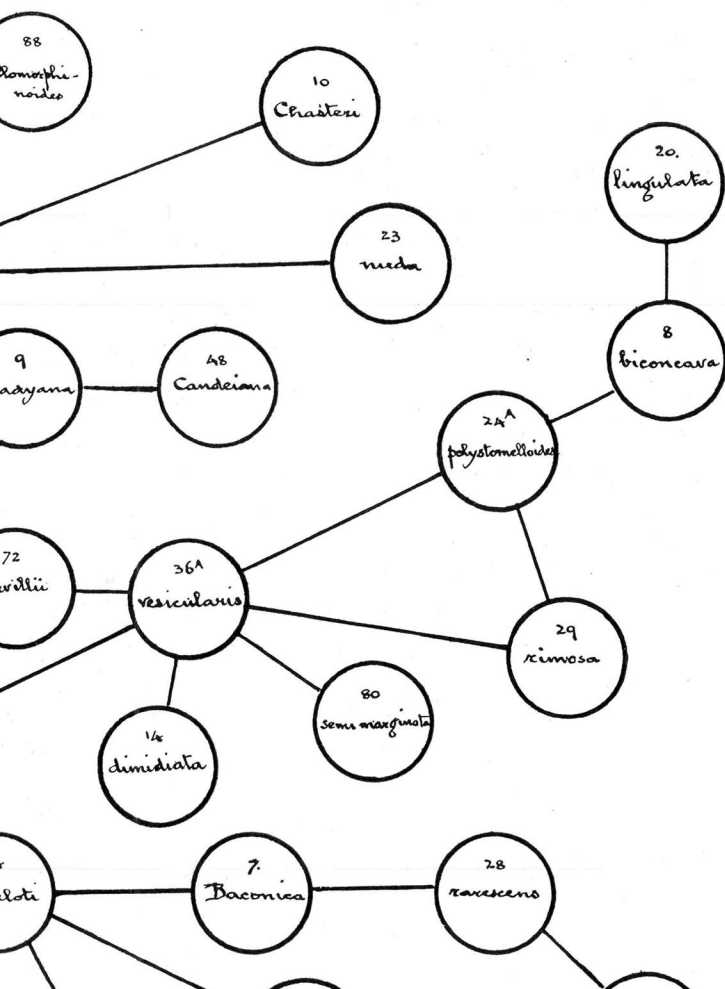 88
10
Chasteri
noides
20.
lingulata
23
nuda
8
biconcava
9
48
Candeiana
24A
polystomelloides
72
36A
vesicularis
29
rimosa
80
semi marginata
14
dimidiata
7.
Baconica
28
rarescens